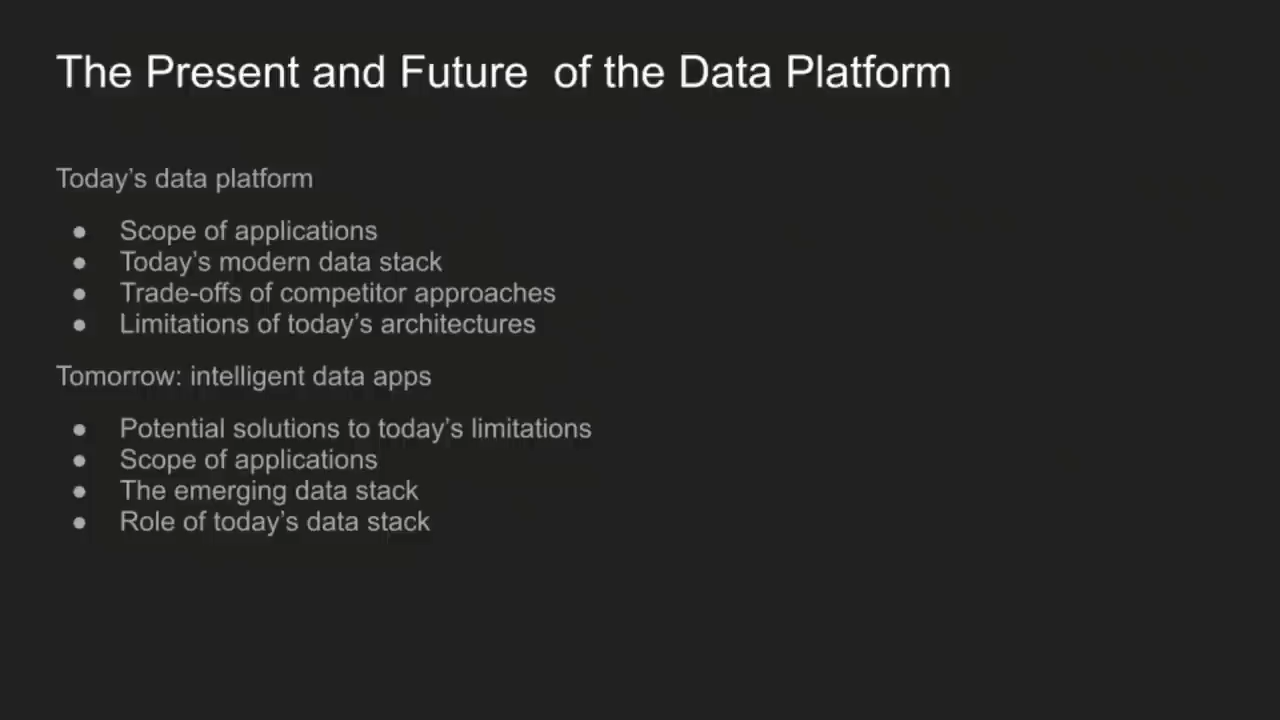 The Present and Future  of the Data Platform
Today’s data platform
● Scope of applications
● Today’s modern data stack
● Trade-offs of competitor approaches
● Limitations of today’s architectures
Tomorrow: intelligent data apps
● Potential solutions to today’s limitations
● Scope of applications
● The emerging data stack
● Role of today’s data stack